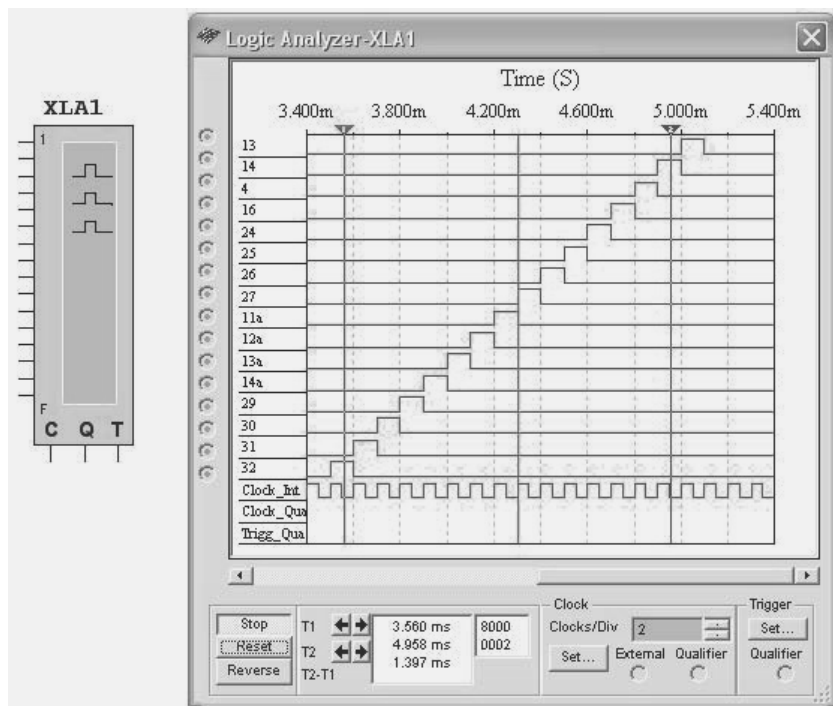 XLA1
1
F
C Q T
Logic Analyzer-XLA1
Time (S)
3.400m 3.800m 4.200m 4.600m 5.000m 5.400m
1 2
13
14
4
16
24
25
26
27
11a
12a
13a
14a
29
30
31
32
Clock_Int
Clock_Qua
Trigg_Qua
Stop
Reset
Reverse
T1
T2
T2-T1
3.560 ms
4.958 ms
1.397 ms
8000
0002
Clock
Clocks/Div 2
Set...
External Qualifier
Trigger
Set...
Qualifier